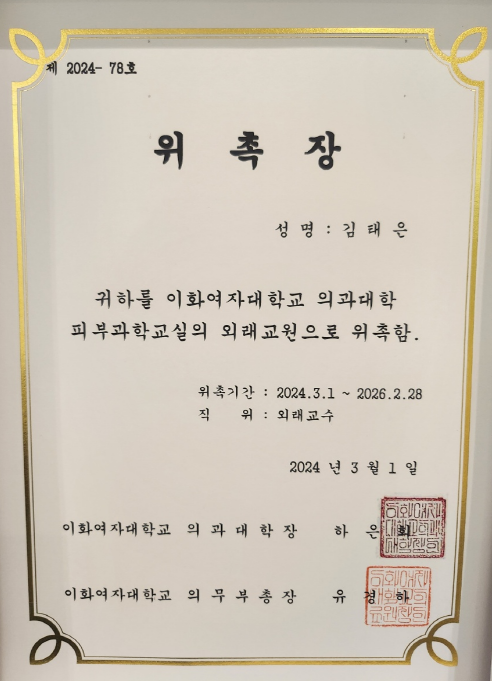 제 2024- 78호
위 촉 장
성 명 : 김 태 은
귀하를 이화여자대학교 의과대학
피부과학교실의 외래교원으로 위촉함.
위촉기간 : 2024.3.1 ~ 2026.2.28
직 위 : 외래교수
2024 년 3 월 1 일
이화여자대학교 의 과 대 학 장 하 은 희
이화여자대학교 의 무 부 총 장 유 경 하